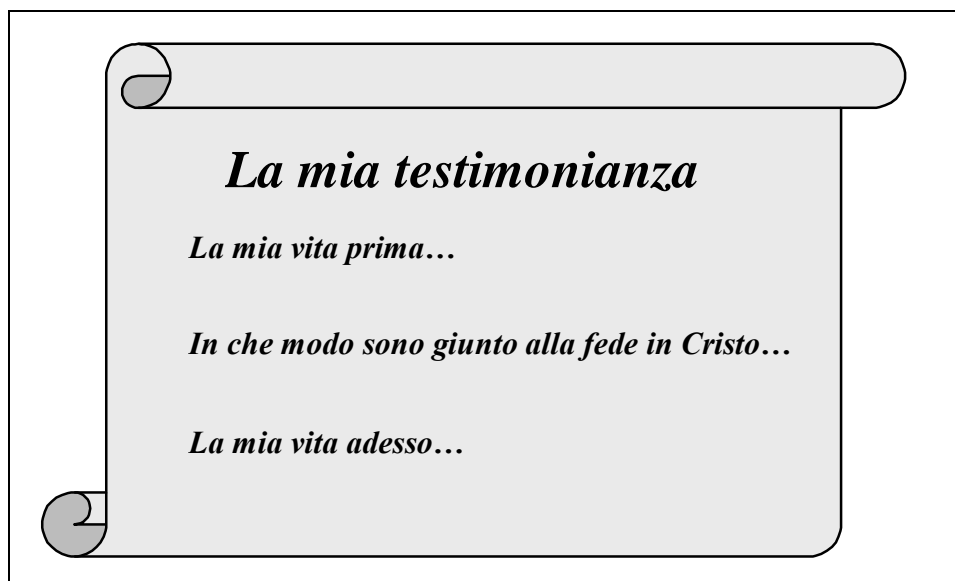 La mia testimonianza
La mia vita prima…
In che modo sono giunto alla fede in Cristo…
La mia vita adesso…